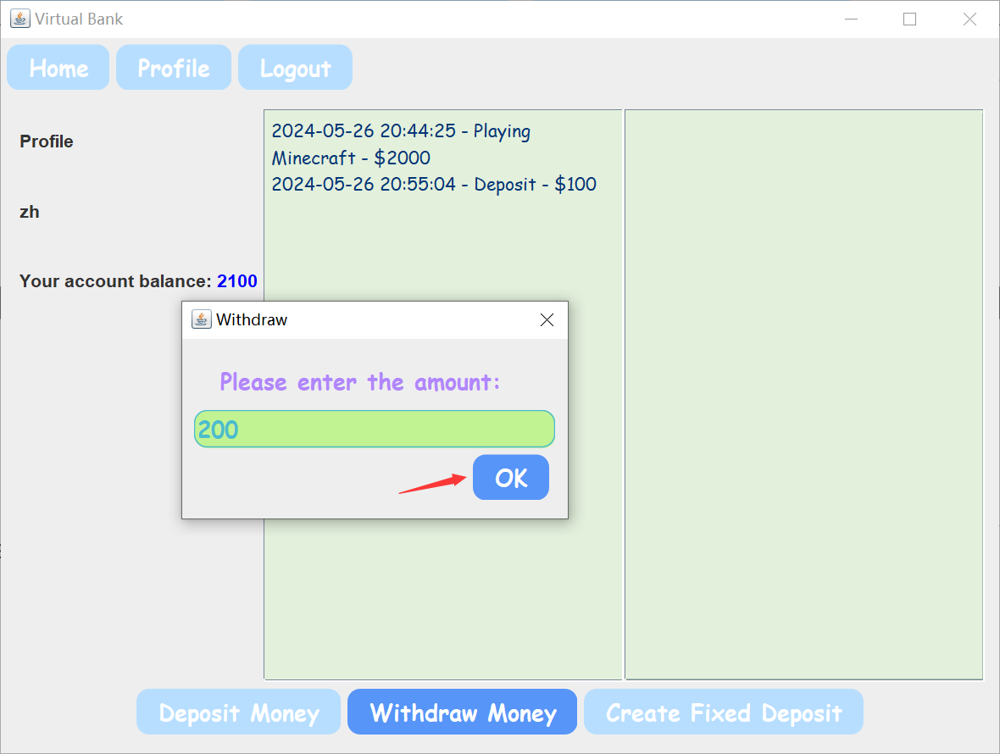 Virtual Bank
Home Profile Logout
Profile
zh
Your account balance: 2100
2024-05-26 20:44:25 - Playing
Minecraft - $2000
2024-05-26 20:55:04 - Deposit - $100
Withdraw
Please enter the amount:
200
OK
Deposit Money Withdraw Money Create Fixed Deposit